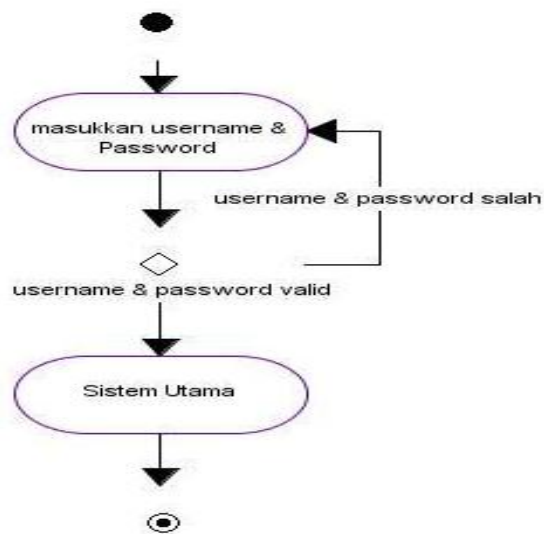 masukkan username &
Password
username & password salah
username & password valid
Sistem Utama